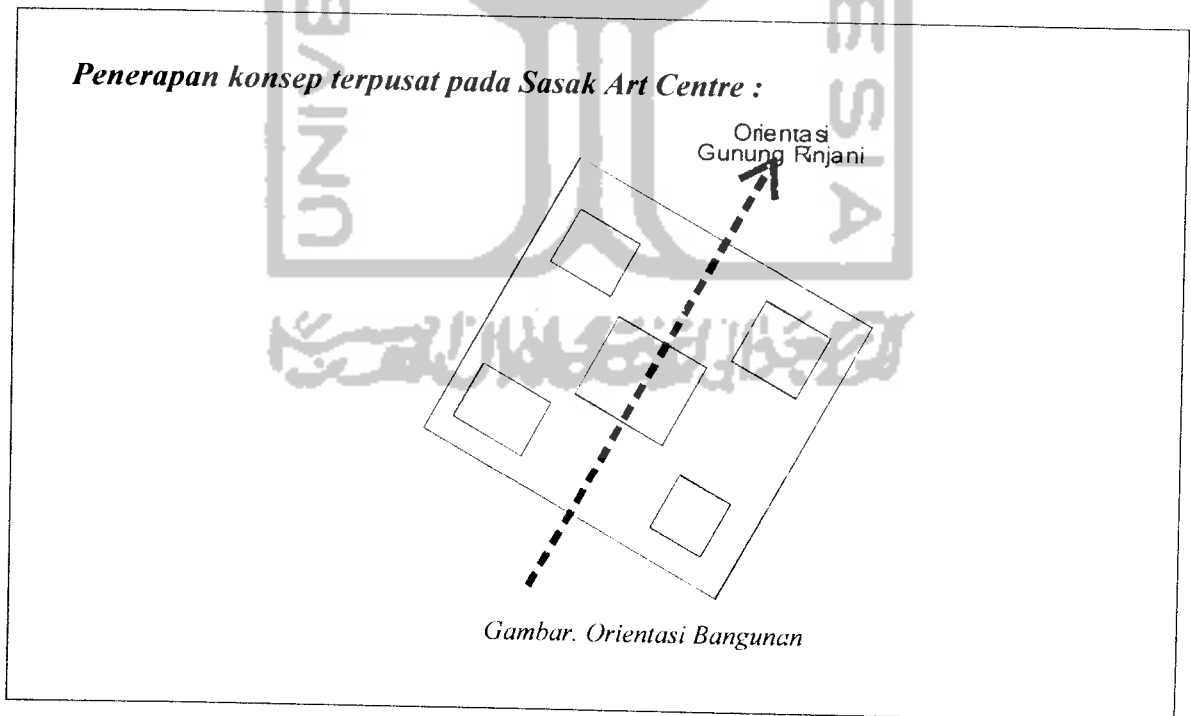 Penerapan konsep terpusat pada Sasak Art Centre :
Orientasi
Gunung Rinjani
Gambar. Orientasi Bangunan